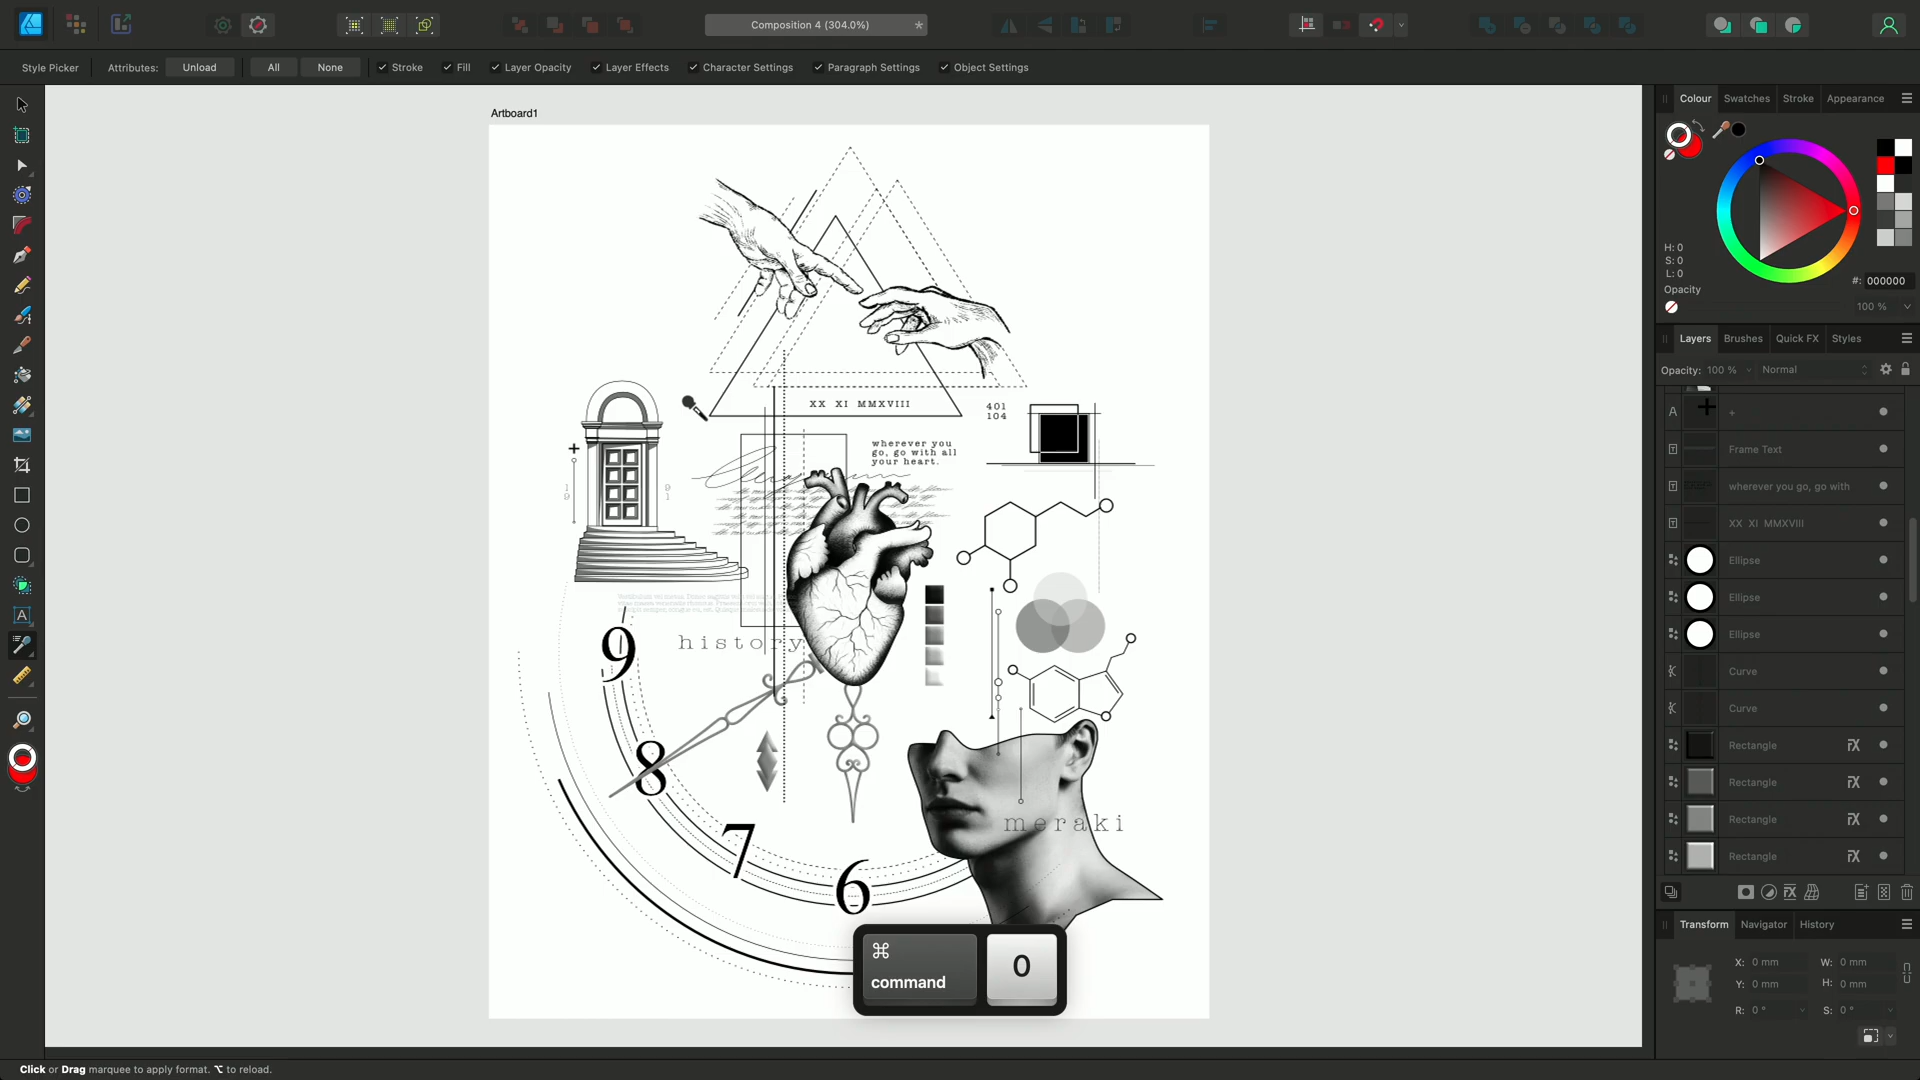 Composition 4 (304.0%)
*
Style Picker
Attributes:
Unload
All
None
Stroke
Fill
Layer Opacity
Layer Effects
Character Settings
Paragraph Settings
Object Settings
Artboard1
Colour
Swatches
Stroke
Appearance
H: 0
S: 0
L: 0
#: 000000
Opacity
100 %
Layers
Brushes
Quick FX
Styles
Opacity: 100 %
Normal
+
Frame Text
wherever you go, go with
XX XI MMXVIII
Ellipse
Ellipse
Ellipse
Curve
Curve
Rectangle
Rectangle
Rectangle
Rectangle
Transform
Navigator
History
X: 0 mm
W: 0 mm
Y: 0 mm
H: 0 mm
R: 0 °
S: 0 °
XX XI MMXVIII
401
104
wherever you
go, go with all
your heart.
19
91
history
9
8
7
6
meraki
⌘
command
0
Click or Drag marquee to apply format. ⌥ to reload.